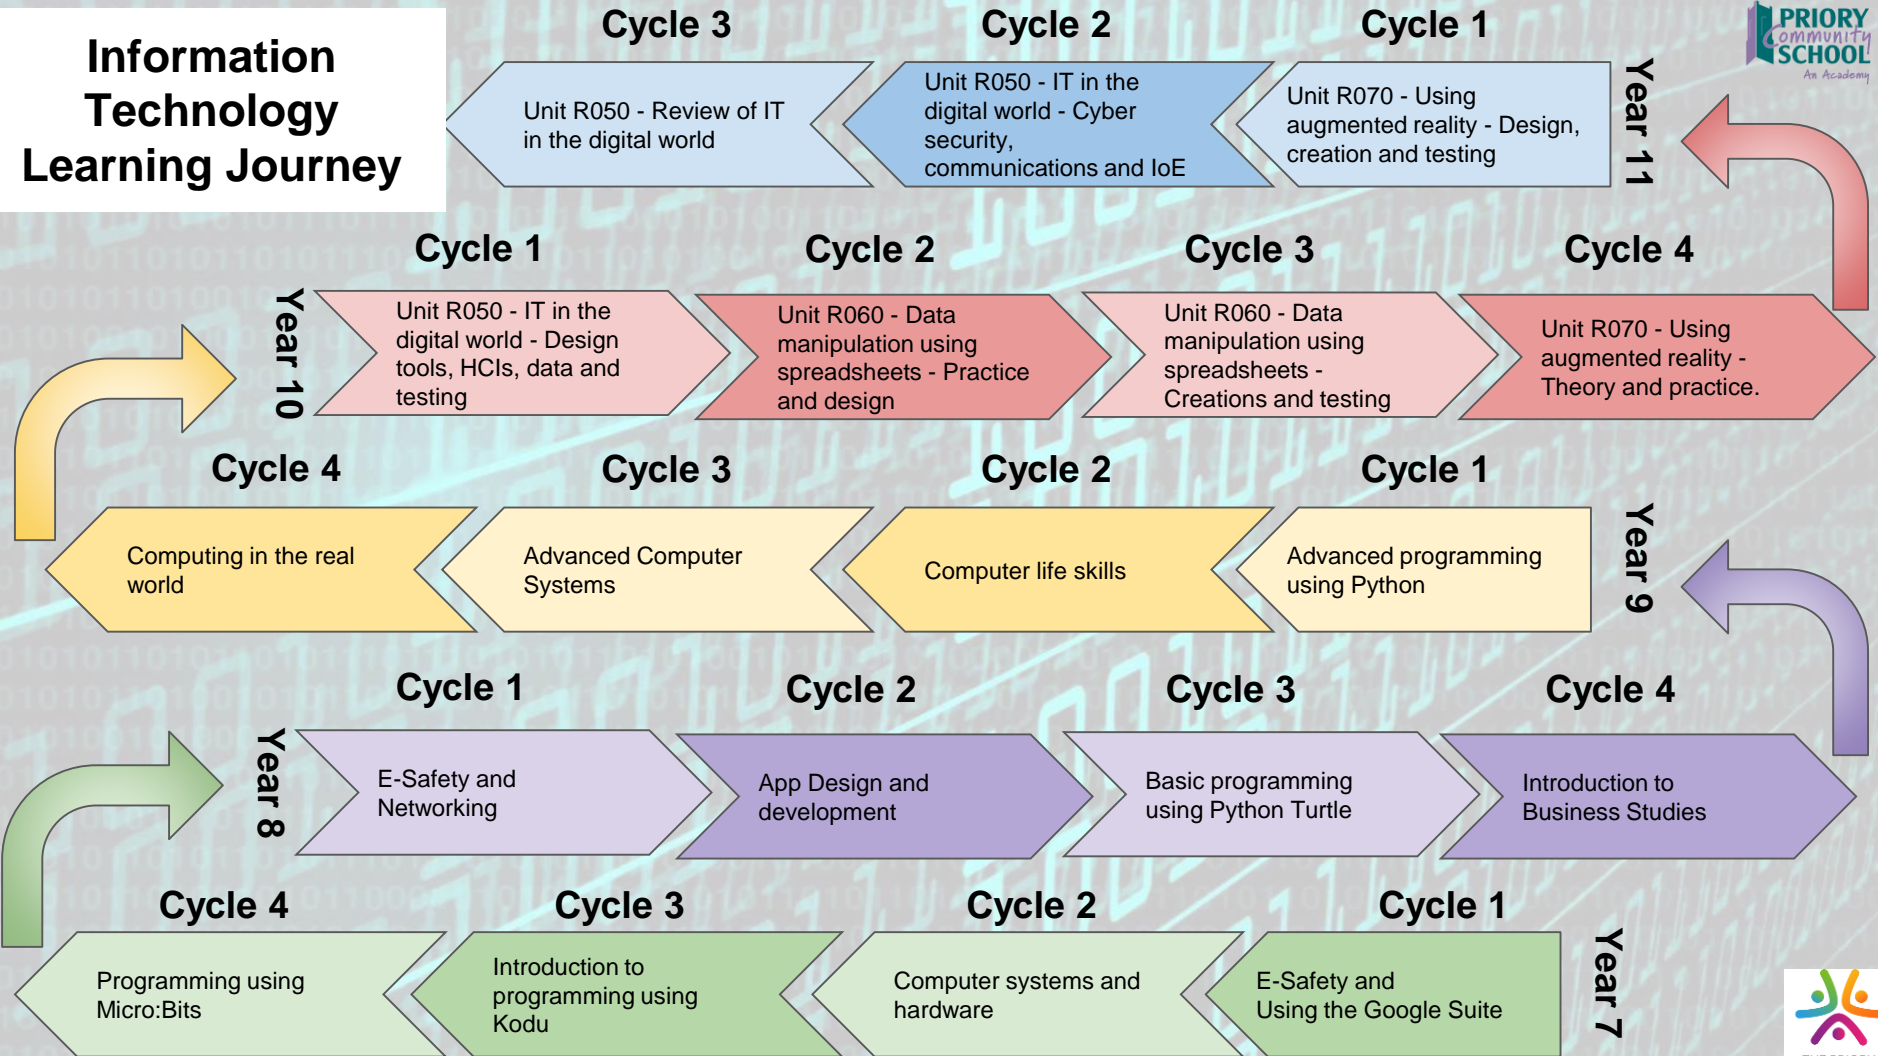 Information
Technology
Learning Journey
PRIORY
Community
SCHOOL
An Academy
Cycle 3
Cycle 2
Cycle 1
Unit R050 - Review of IT
in the digital world
Unit R050 - IT in the
digital world - Cyber
security,
communications and IoE
Unit R070 - Using
augmented reality - Design,
creation and testing
Year 11
Cycle 1
Cycle 2
Cycle 3
Cycle 4
Year 10
Unit R050 - IT in the
digital world - Design
tools, HCIs, data and
testing
Unit R060 - Data
manipulation using
spreadsheets - Practice
and design
Unit R060 - Data
manipulation using
spreadsheets -
Creations and testing
Unit R070 - Using
augmented reality -
Theory and practice.
Cycle 4
Cycle 3
Cycle 2
Cycle 1
Computing in the real
world
Advanced Computer
Systems
Computer life skills
Advanced programming
using Python
Year 9
Cycle 1
Cycle 2
Cycle 3
Cycle 4
Year 8
E-Safety and
Networking
App Design and
development
Basic programming
using Python Turtle
Introduction to
Business Studies
Cycle 4
Cycle 3
Cycle 2
Cycle 1
Programming using
Micro:Bits
Introduction to
programming using
Kodu
Computer systems and
hardware
E-Safety and
Using the Google Suite
Year 7